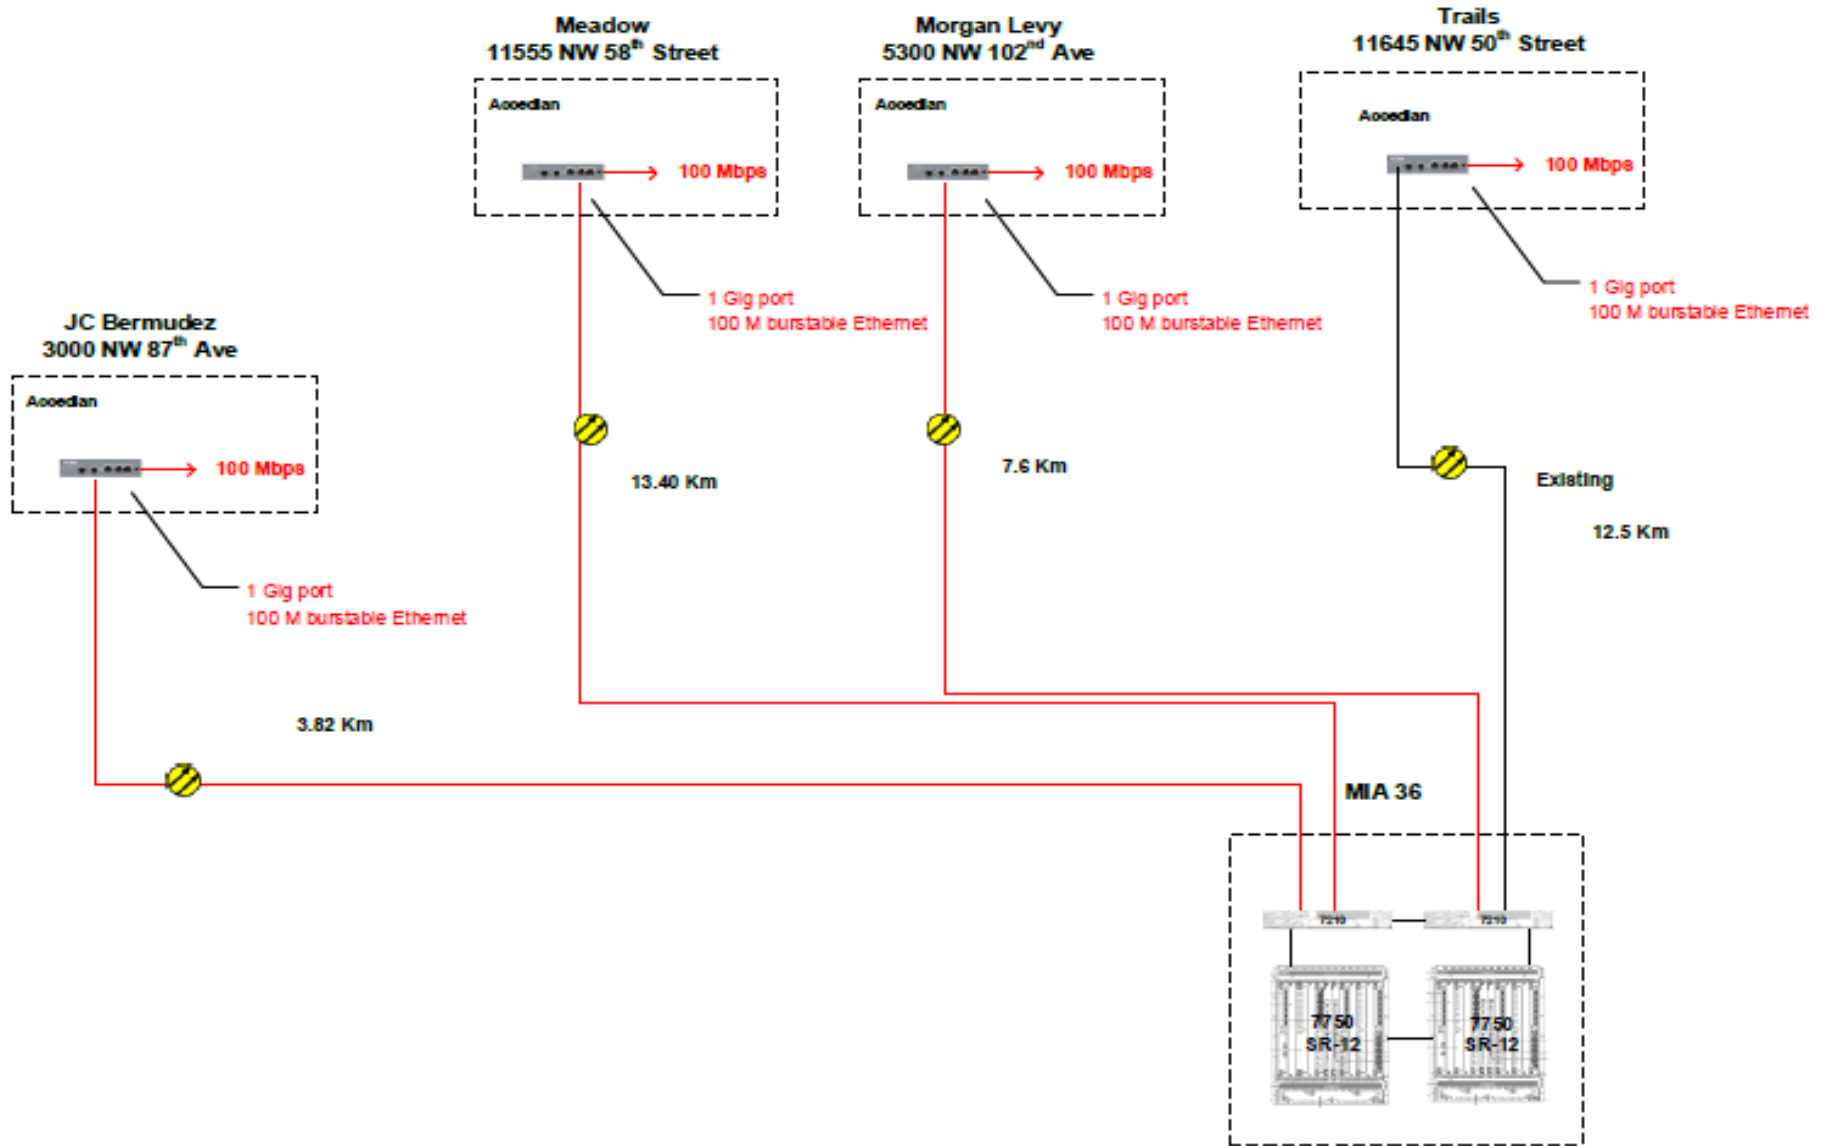 Meadow
11555 NW 58th Street
Morgan Levy
5300 NW 102nd Ave
Trails
11645 NW 50th Street
Accedian
100 Mbps
1 Gig port
100 M burstable Ethernet
Accedian
100 Mbps
1 Gig port
100 M burstable Ethernet
Accedian
100 Mbps
1 Gig port
100 M burstable Ethernet
JC Bermudez
3000 NW 87th Ave
Accedian
100 Mbps
1 Gig port
100 M burstable Ethernet
13.40 Km
7.6 Km
Existing
12.5 Km
3.82 Km
MIA 36
7210
7210
7750
SR-12
7750
SR-12